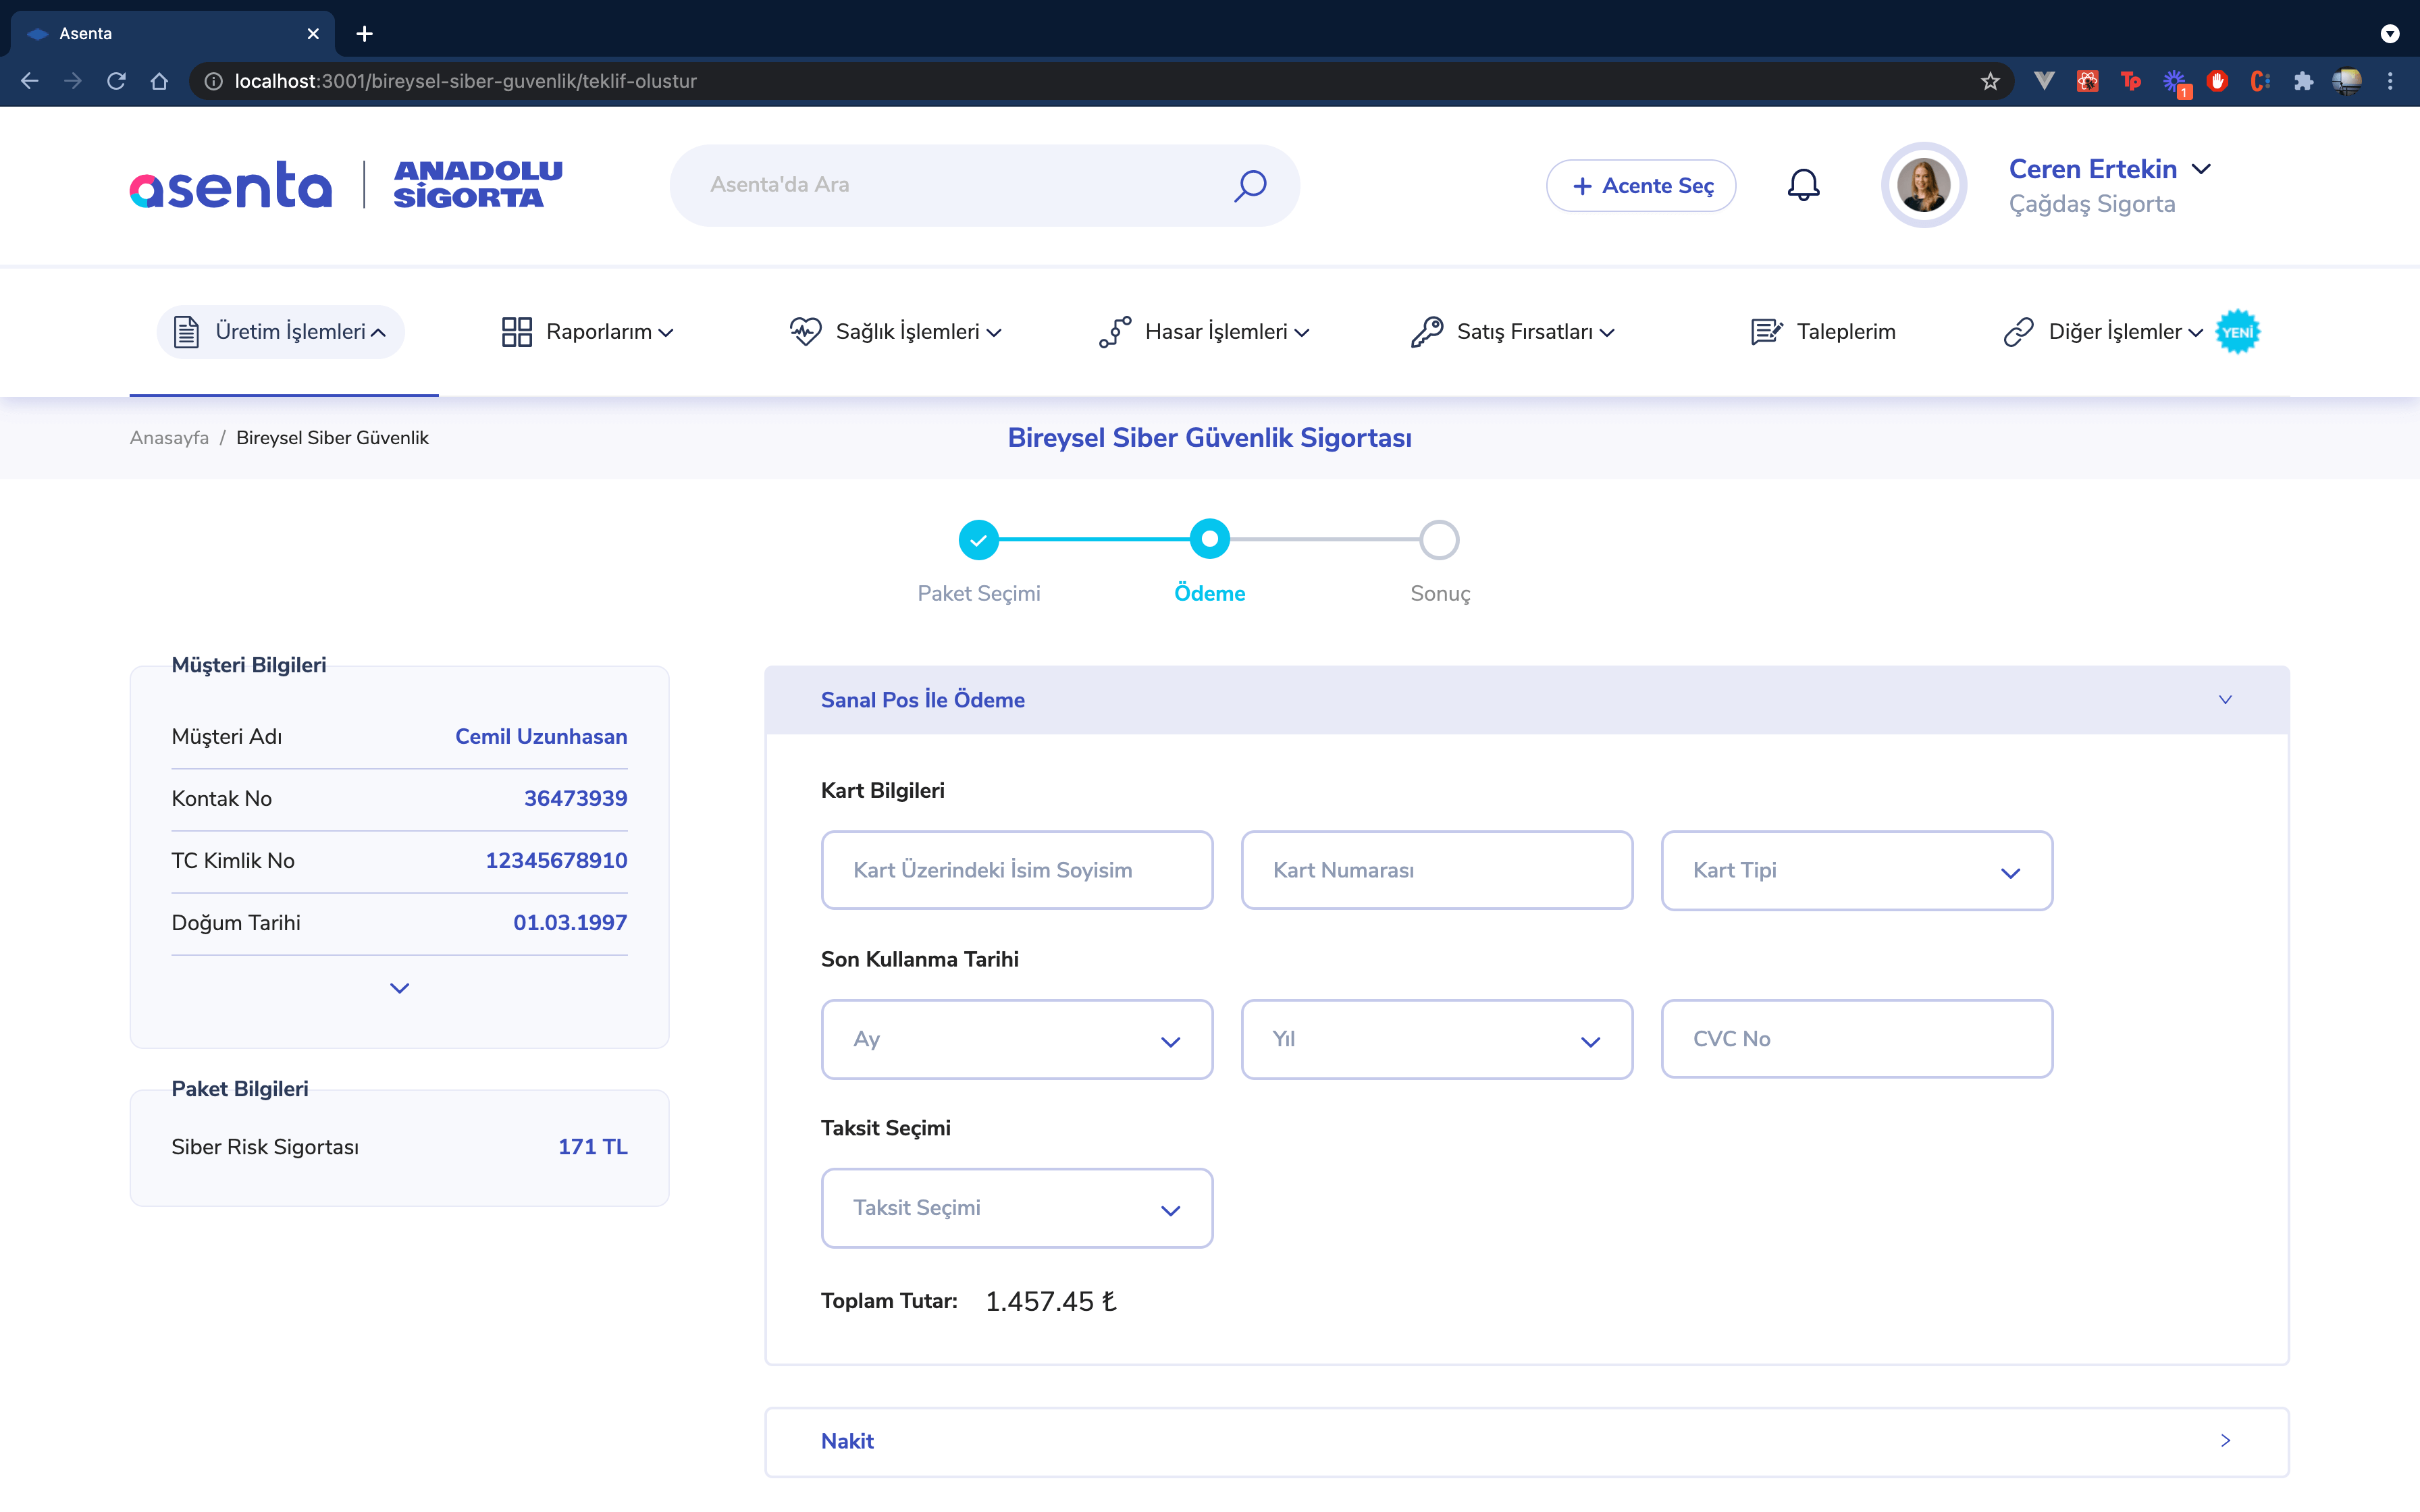 Asenta
localhost:3001/bireysel-siber-guvenlik/teklif-olustur
1
asenta
ANADOLU
SİGORTA
Asenta'da Ara
+ Acente Seç
Ceren Ertekin
Çağdaş Sigorta
Üretim İşlemleri
Raporlarım
Sağlık İşlemleri
Hasar İşlemleri
Satış Fırsatları
Taleplerim
Diğer İşlemler
YENİ
Anasayfa / Bireysel Siber Güvenlik
Bireysel Siber Güvenlik Sigortası
Paket Seçimi
Ödeme
Sonuç
Müşteri Bilgileri
Müşteri Adı Cemil Uzunhasan
Kontak No 36473939
TC Kimlik No 12345678910
Doğum Tarihi 01.03.1997
Paket Bilgileri
Siber Risk Sigortası 171 TL
Sanal Pos İle Ödeme
Kart Bilgileri
Kart Üzerindeki İsim Soyisim
Kart Numarası
Kart Tipi
Son Kullanma Tarihi
Ay
Yıl
CVC No
Taksit Seçimi
Taksit Seçimi
Toplam Tutar: 1.457.45 ₺
Nakit